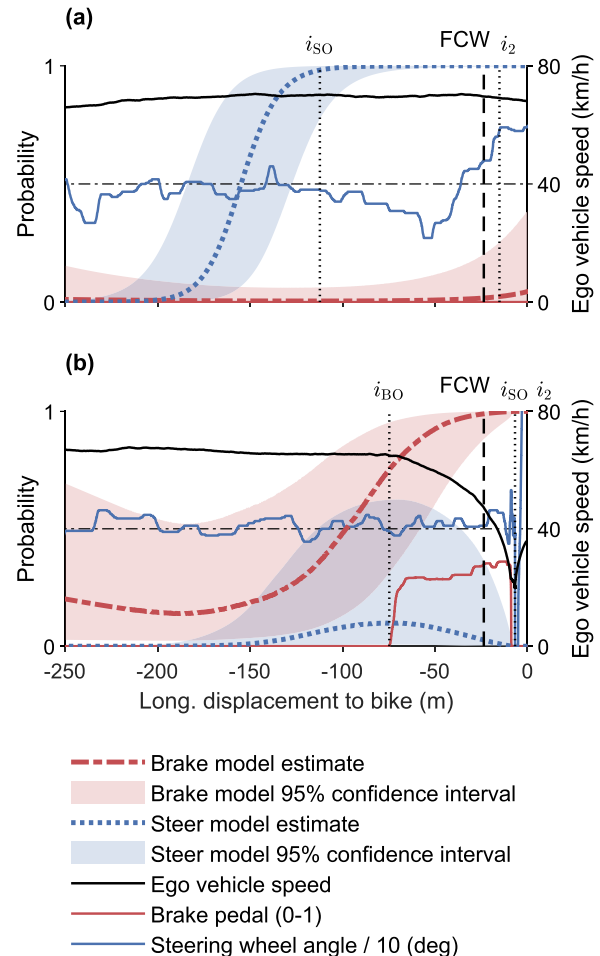 (a)
i_SO FCW i_2
1 80
Probability 40 Ego vehicle speed (km/h)
0 0
(b)
i_BO FCW i_SO i_2
1 80
Probability 40 Ego vehicle speed (km/h)
0 0
-250 -200 -150 -100 -50 0
Long. displacement to bike (m)
Brake model estimate
Brake model 95% confidence interval
Steer model estimate
Steer model 95% confidence interval
Ego vehicle speed
Brake pedal (0-1)
Steering wheel angle / 10 (deg)